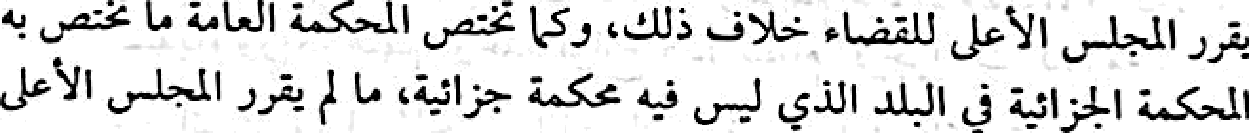 يقرر المجلس الأعلى للقضاء خلاف ذلك، وكما تختص المحكمة العامة ما تختص به
المحكمة الجزائية في البلد الذي ليس فيه محكمة جزائية، ما لم يقرر المجلس الأعلى